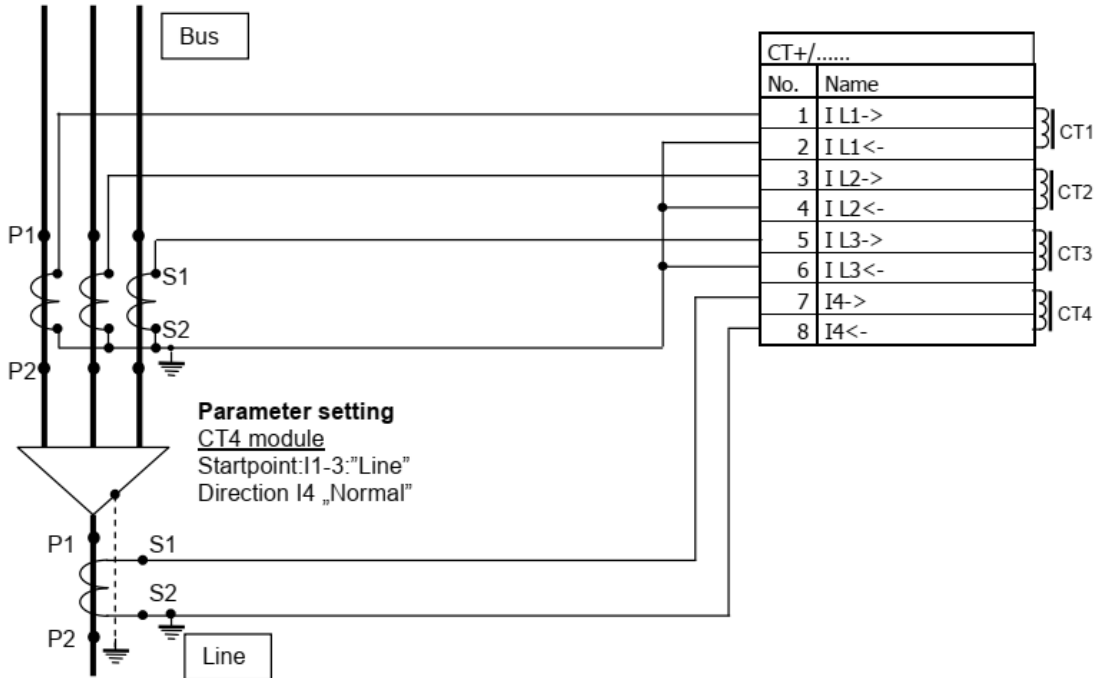 Bus
CT+/......
No. Name
1 I L1->
2 I L1<-
CT1
3 I L2->
4 I L2<-
CT2
5 I L3->
6 I L3<-
CT3
7 I4->
8 I4<-
CT4
P1
S1
S2
P2
Parameter setting
CT4 module
Startpoint:I1-3:”Line”
Direction I4 „Normal”
P1
S1
S2
P2
Line